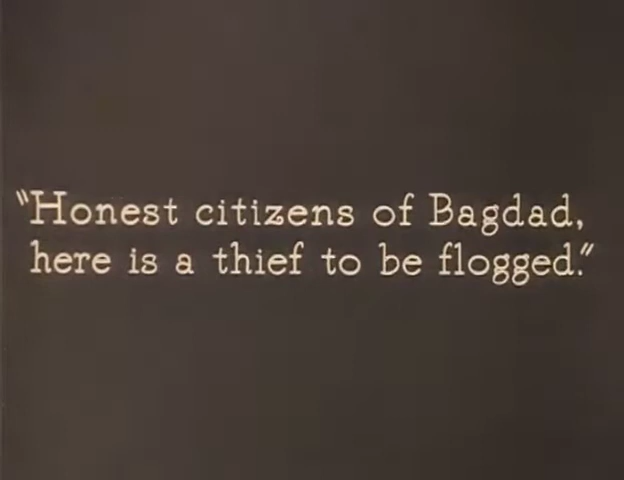 "Honest citizens of Bagdad,
here is a thief to be flogged."